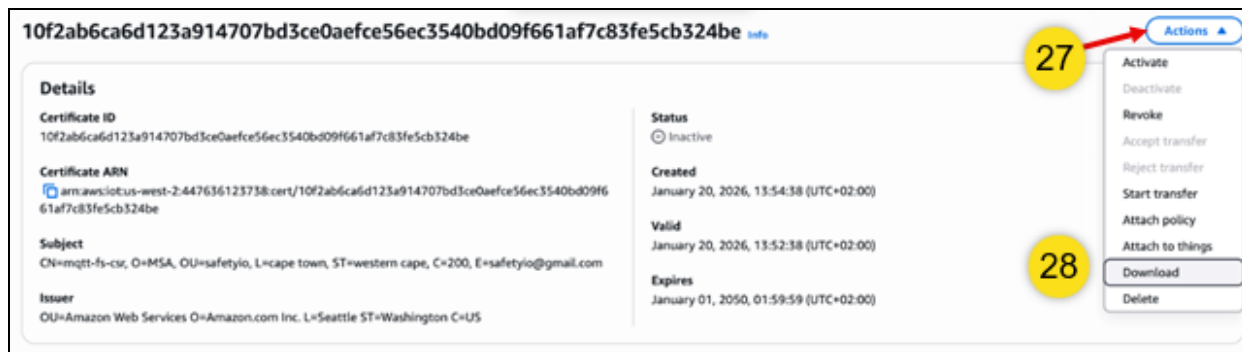 10f2ab6ca6d123a914707bd3ce0aefce56ec3540bd09f661af7c83fe5cb324be Info
27
Actions
Details
Certificate ID
10f2ab6ca6d123a914707bd3ce0aefce56ec3540bd09f661af7c83fe5cb324be
Certificate ARN
arn:aws:iot:us-west-2:447636123738:cert/10f2ab6ca6d123a914707bd3ce0aefce56ec3540bd09f6
61af7c83fe5cb324be
Subject
CN=mqtt-fs-csr, O=MSA, OU=safetyio, L=cape town, ST=western cape, C=200, E=safetyio@gmail.com
Issuer
OU=Amazon Web Services O=Amazon.com Inc. L=Seattle ST=Washington C=US
Status
Inactive
Created
January 20, 2026, 13:54:38 (UTC+02:00)
Valid
January 20, 2026, 13:52:38 (UTC+02:00)
Expires
January 01, 2050, 01:59:59 (UTC+02:00)
Activate
Deactivate
Revoke
Accept transfer
Reject transfer
Start transfer
Attach policy
Attach to things
28
Download
Delete